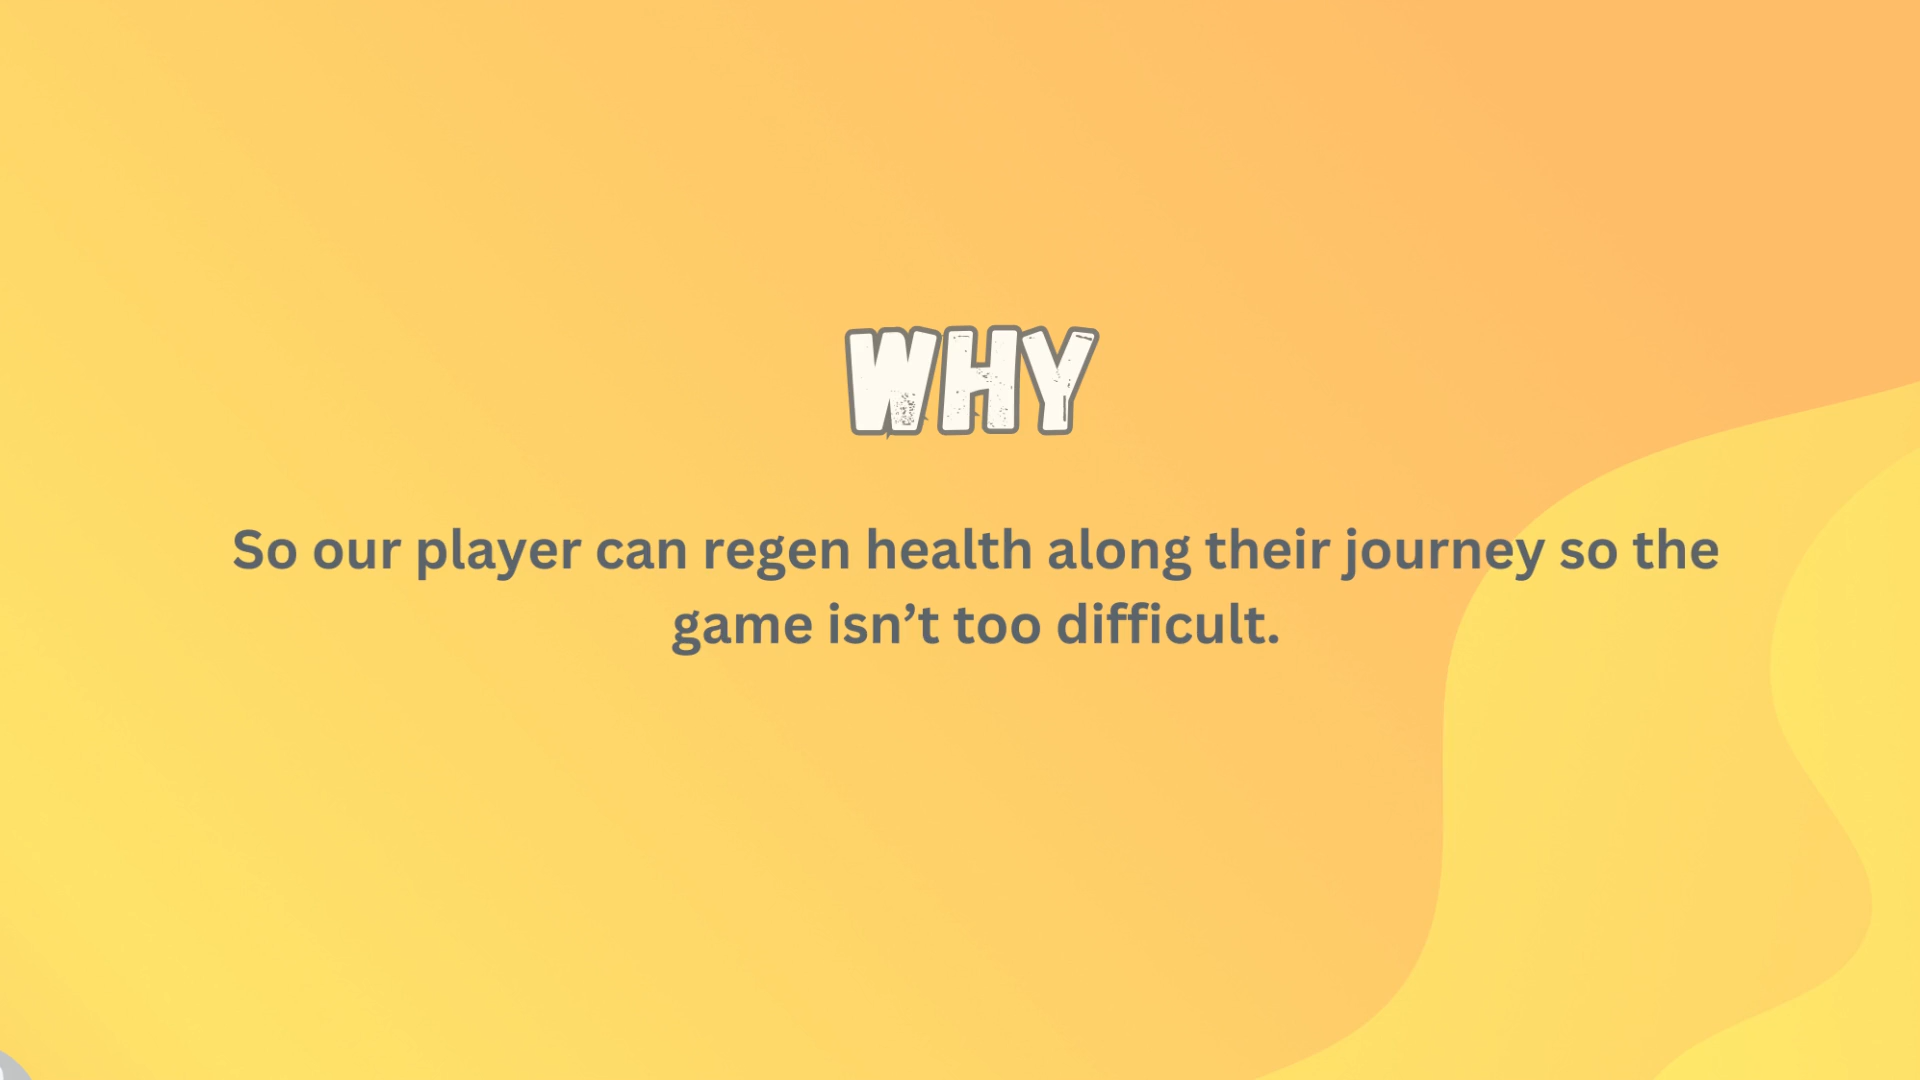 WHY
So our player can regen health along their journey so the
game isn’t too difficult.